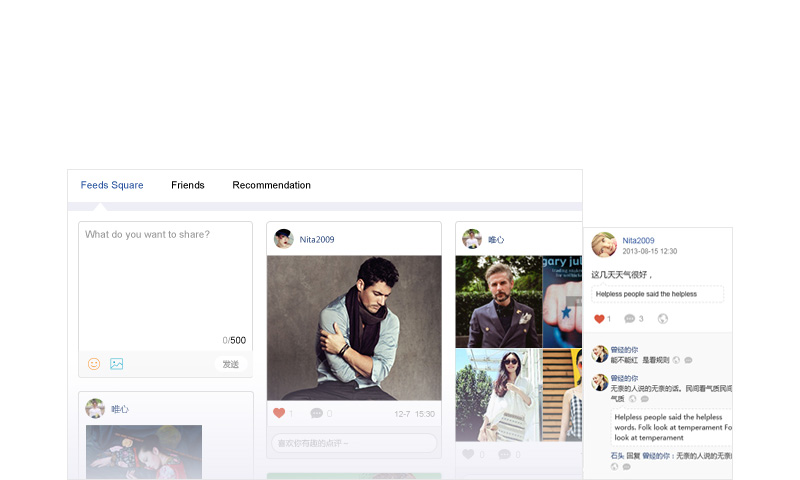 Feeds Square
Friends
Recommendation
What do you want to share?
0/500
发送
唯心
Nita2009
1
0
12-7 15:30
喜欢你有趣的点评~
唯心
gary jul
0
0
Nita2009
2013-08-15 12:30
这几天天气很好，
Helpless people said the helpless
1
3
曾经的你
能不能红 是看规则
曾经的你
无奈的人说的无奈的话。民间看气质民间
气质
Helpless people said the helpless
words. Folk look at temperament Fo
look at temperament
石头 回复 曾经的你：无奈的人说的无奈